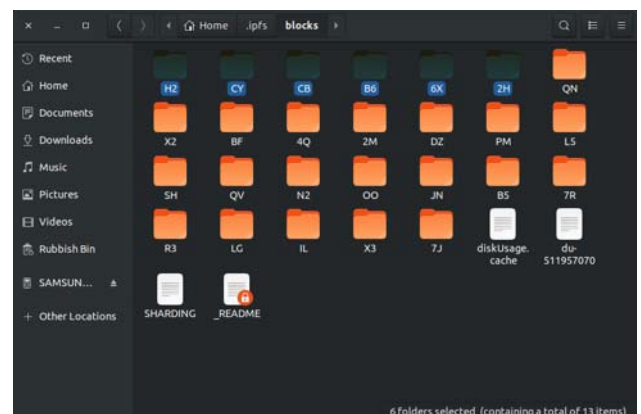 Home .ipfs blocks
Recent
Home
Documents
Downloads
Music
Pictures
Videos
Rubbish Bin
SAMSUN...
+ Other Locations
H2 CY CB B6 6X 2H QN
X2 BF 4Q 2M DZ PM L5
SH QV N2 OO JN B5 7R
R3 LG IL X3 7J diskUsage. du-
cache 511957070
SHARDING _README
6 folders selected (containing a total of 13 items)